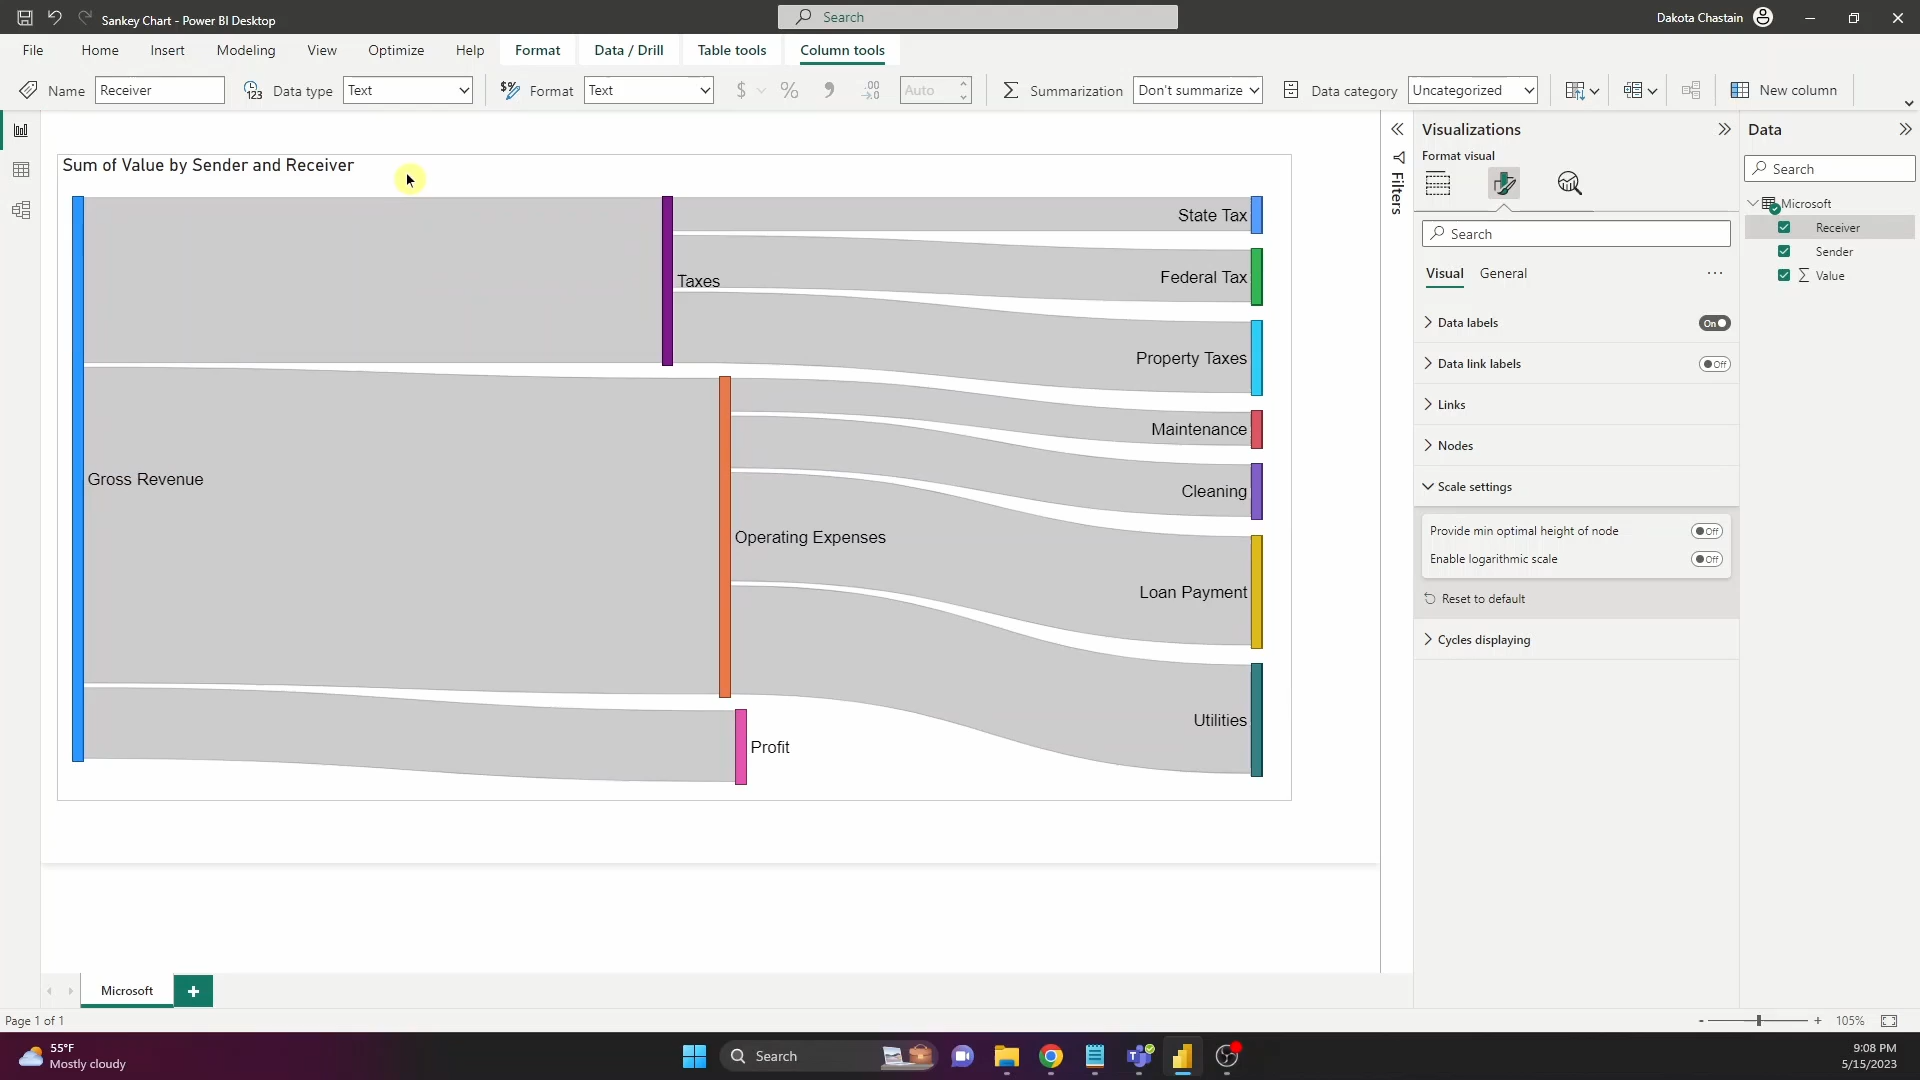 Sankey Chart - Power BI Desktop
Search
Dakota Chastain
File
Home
Insert
Modeling
View
Optimize
Help
Format
Data / Drill
Table tools
Column tools
Name
Receiver
Data type
Text
Format
Text
Auto
Summarization
Don't summarize
Data category
Uncategorized
New column
Sum of Value by Sender and Receiver
Gross Revenue
Taxes
Operating Expenses
Profit
State Tax
Federal Tax
Property Taxes
Maintenance
Cleaning
Loan Payment
Utilities
Filters
Visualizations
Format visual
Search
Visual
General
Data labels
On
Data link labels
Off
Links
Nodes
Scale settings
Provide min optimal height of node
Off
Enable logarithmic scale
Off
Reset to default
Cycles displaying
Data
Search
Microsoft
Receiver
Sender
Value
Microsoft
Page 1 of 1
105%
55°F
Mostly cloudy
Search
9:08 PM
5/15/2023